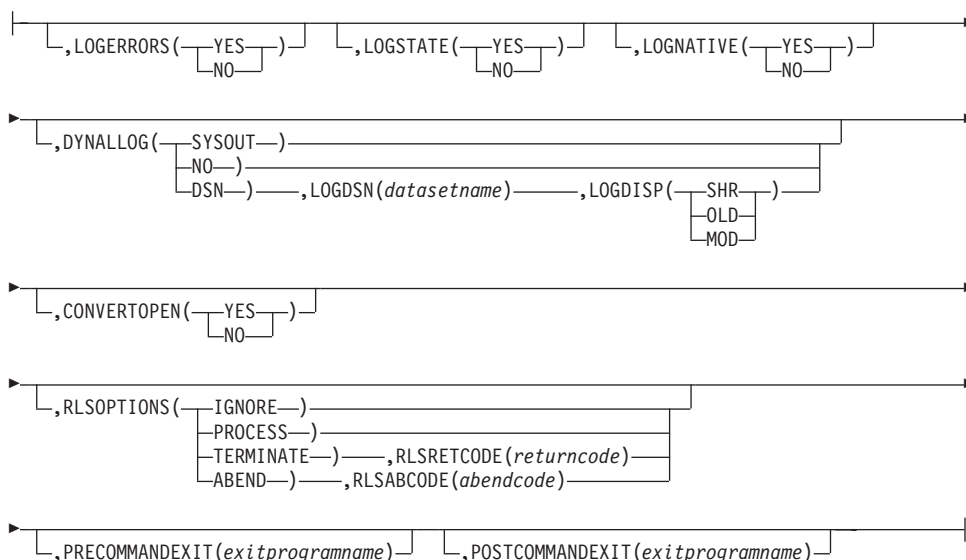 ,LOGERRORS( YES ) ,LOGSTATE( YES ) ,LOGNATIVE( YES )
NO NO NO
,DYNALLOG( SYSOUT )
NO )
DSN ) ,LOGDSN(datasetname) ,LOGDISP( SHR )
OLD
MOD
,CONVERTOPEN( YES )
NO
,RLSOPTIONS( IGNORE )
PROCESS )
TERMINATE ) ,RLSRETCODE(returncode)
ABEND ) ,RLSABCODE(abendcode)
,PRECOMMANDEXIT(exitprogramname) ,POSTCOMMANDEXIT(exitprogramname)